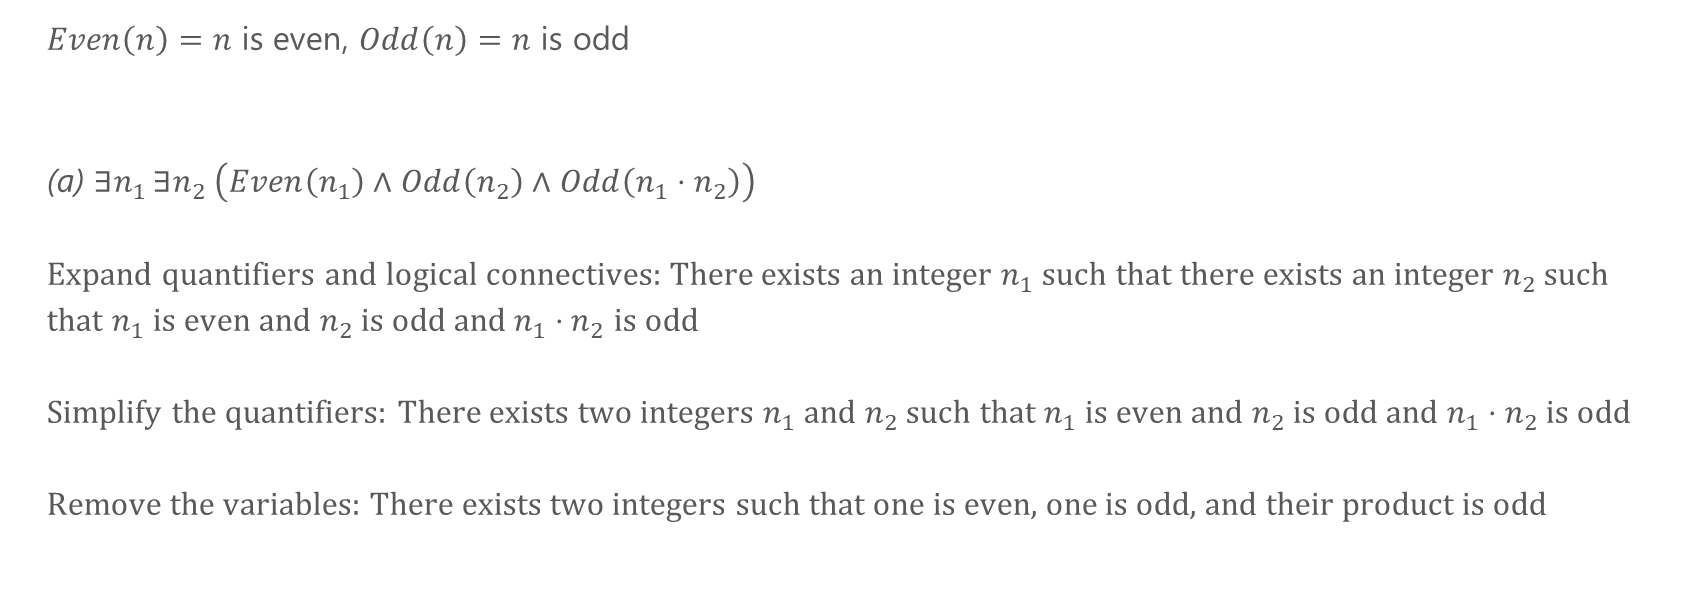 Even(n) = n is even, Odd(n) = n is odd
(a) ∃n₁ ∃n₂ (Even(n₁) ∧ Odd(n₂) ∧ Odd(n₁ · n₂))
Expand quantifiers and logical connectives: There exists an integer n₁ such that there exists an integer n₂ such
that n₁ is even and n₂ is odd and n₁ · n₂ is odd
Simplify the quantifiers: There exists two integers n₁ and n₂ such that n₁ is even and n₂ is odd and n₁ · n₂ is odd
Remove the variables: There exists two integers such that one is even, one is odd, and their product is odd